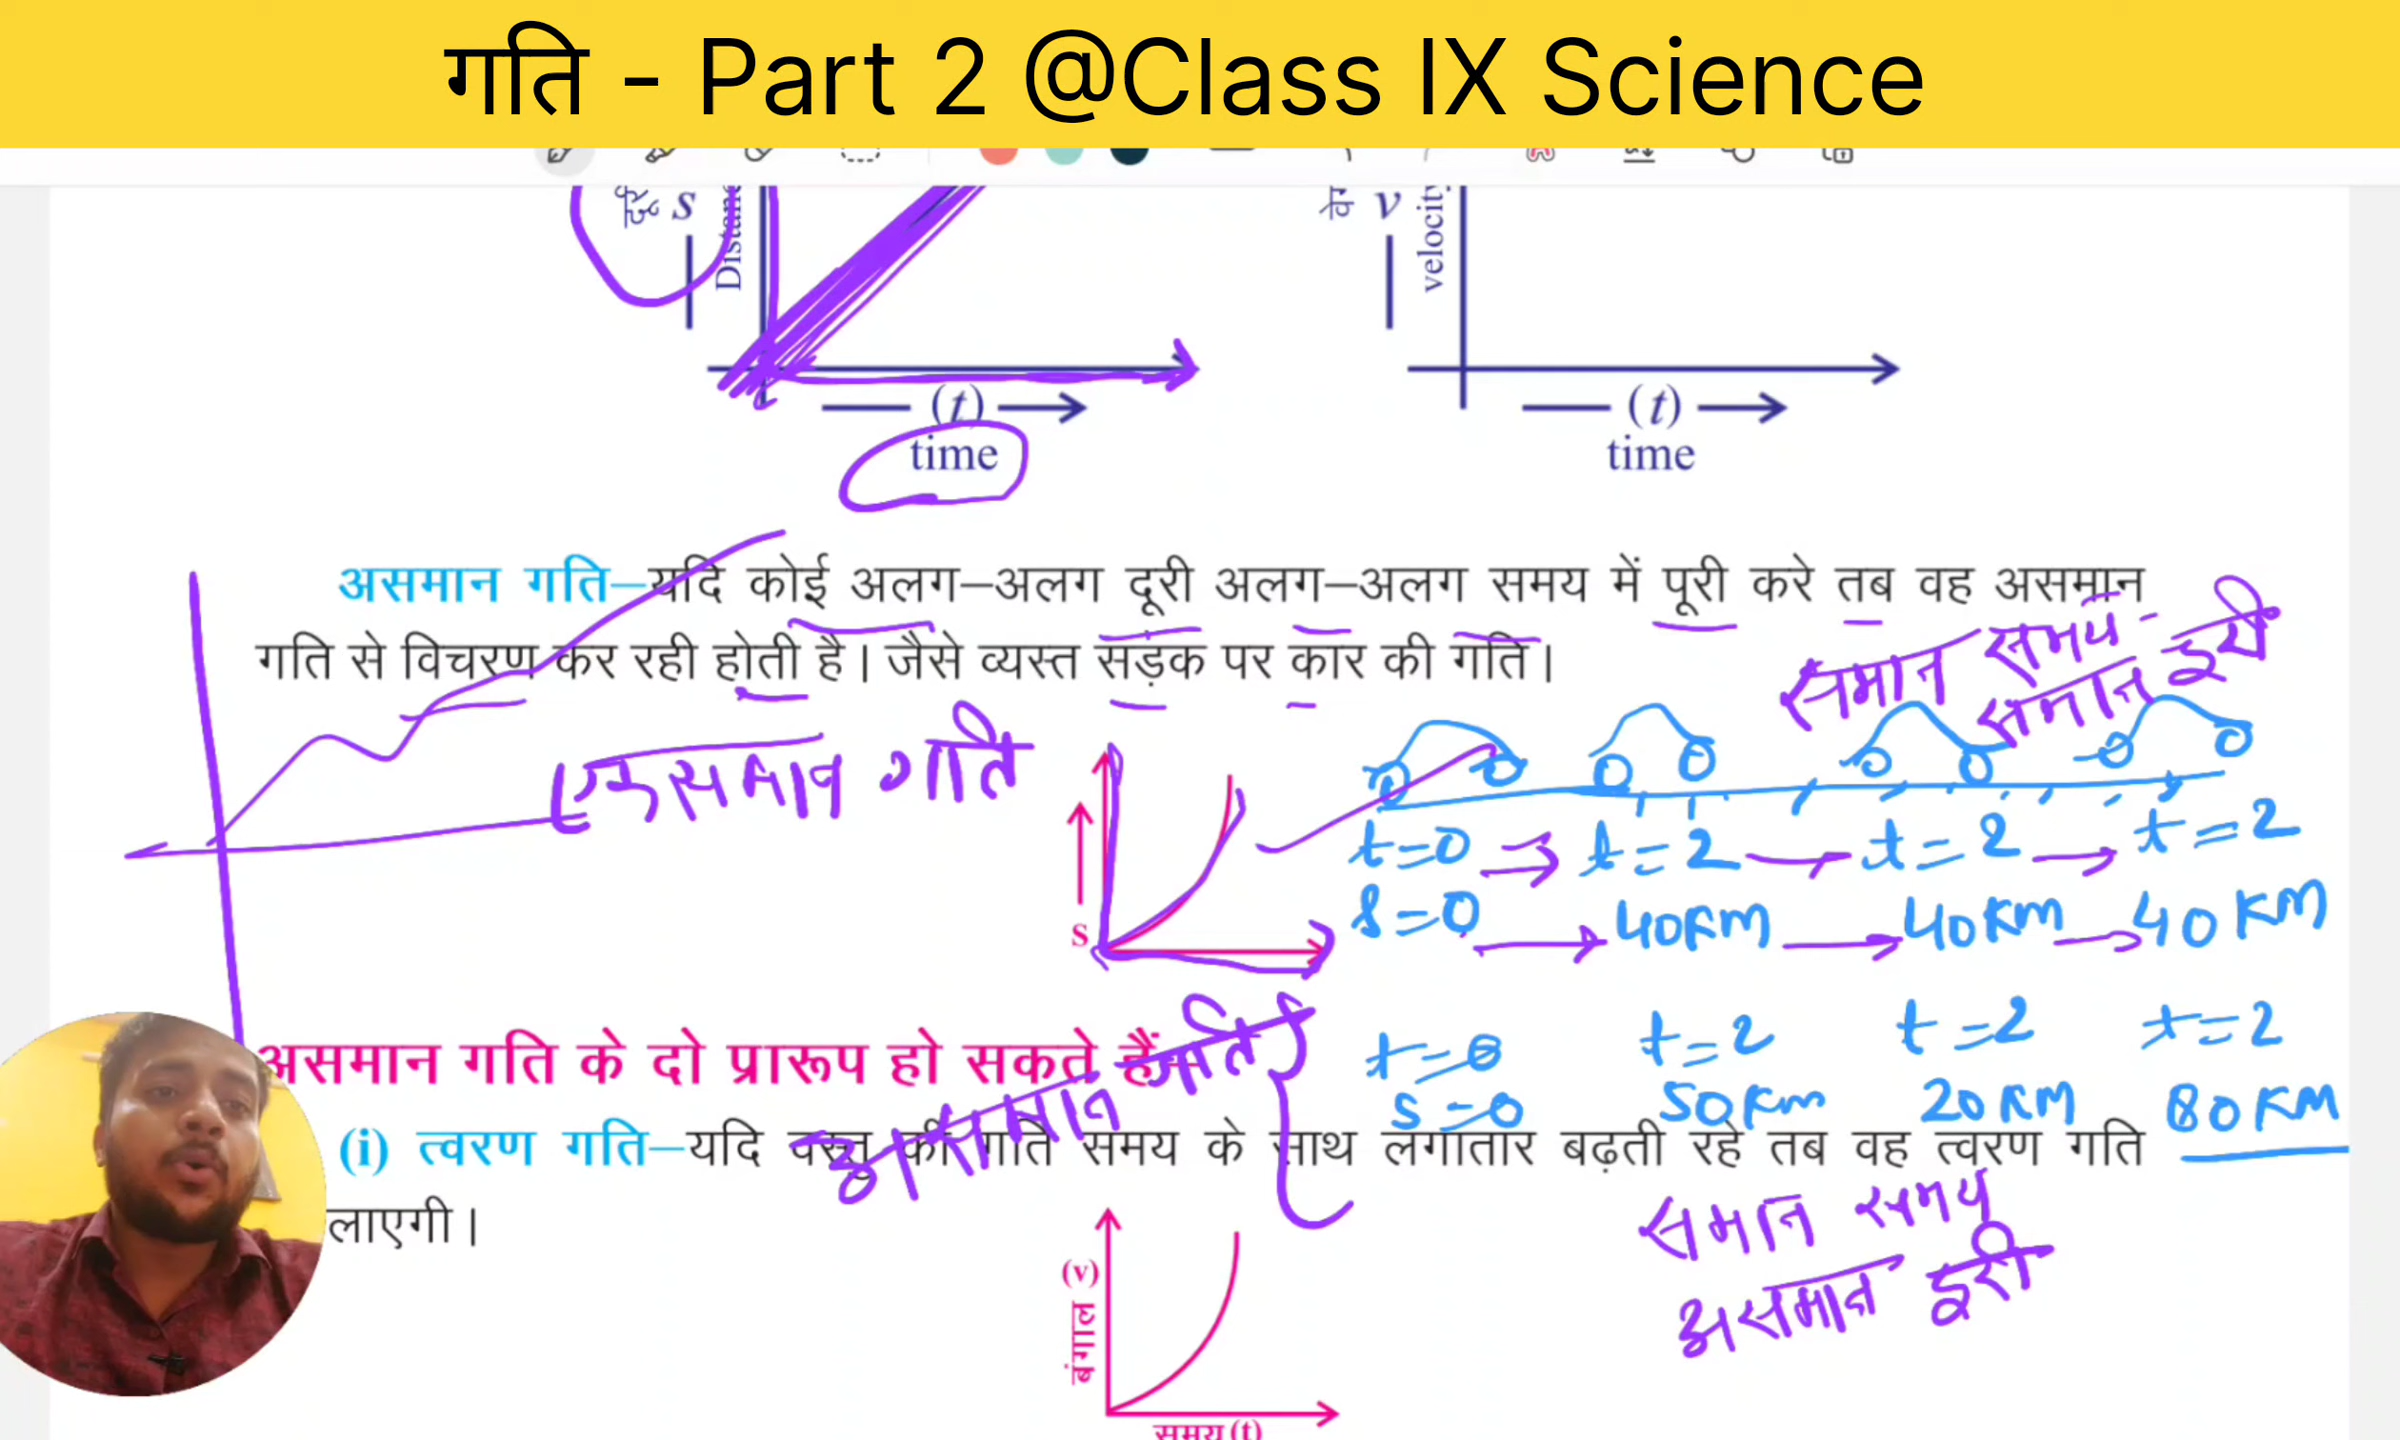 गति - Part 2 @Class IX Science
s
Distanc
v
velocity
(t)
time
(t)
time
असमान गति–यदि कोई अलग–अलग दूरी अलग–अलग समय में पूरी करे तब वह असमान
गति से विचरण कर रही होती है। जैसे व्यस्त सड़क पर कार की गति।
समान समय
समान दूरी
एकसमान गति
S
t=0 t=2 t=2 t=2
s=0 40KM 40KM 40KM
असमान गति के दो प्रारूप हो सकते हैं–
असमान गति
t=0 t=2 t=2 t=2
s=0 50KM 20KM 80KM
(i) त्वरण गति–यदि वस्तु की गति समय के साथ लगातार बढ़ती रहे तब वह त्वरण गति
लाएगी।
समान समय
असमान दूरी
(v)
बंगाल
समय (t)